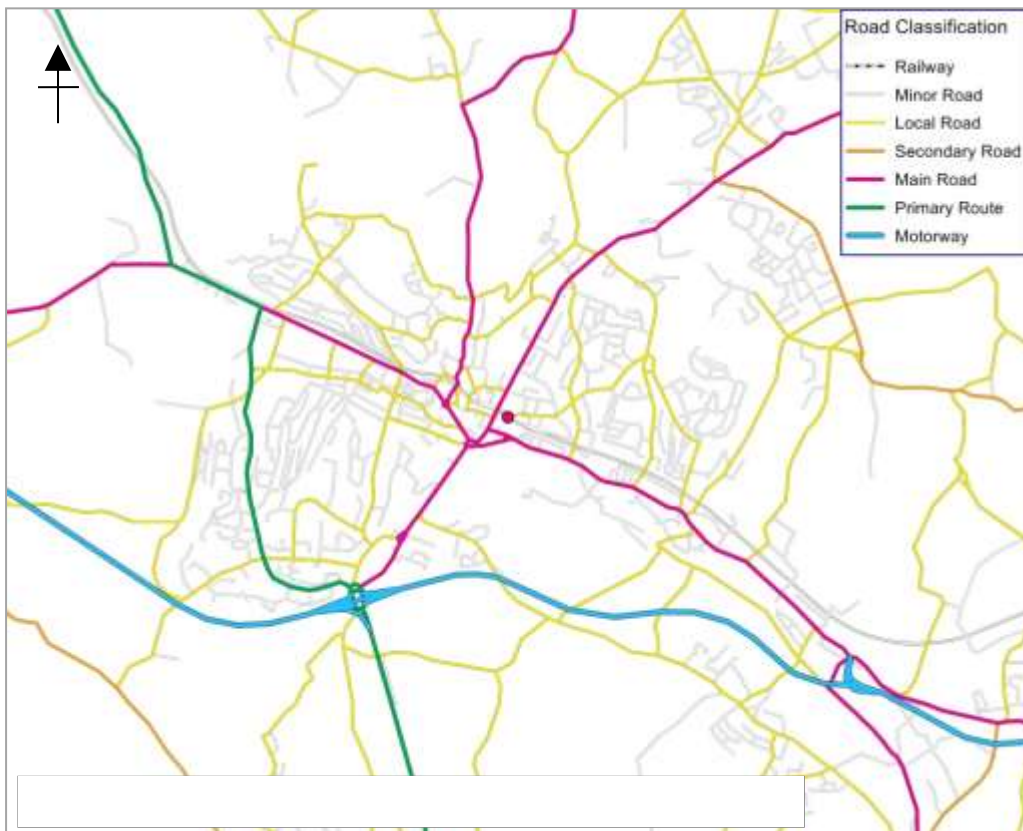 Road Classification
Railway
Minor Road
Local Road
Secondary Road
Main Road
Primary Route
Motorway